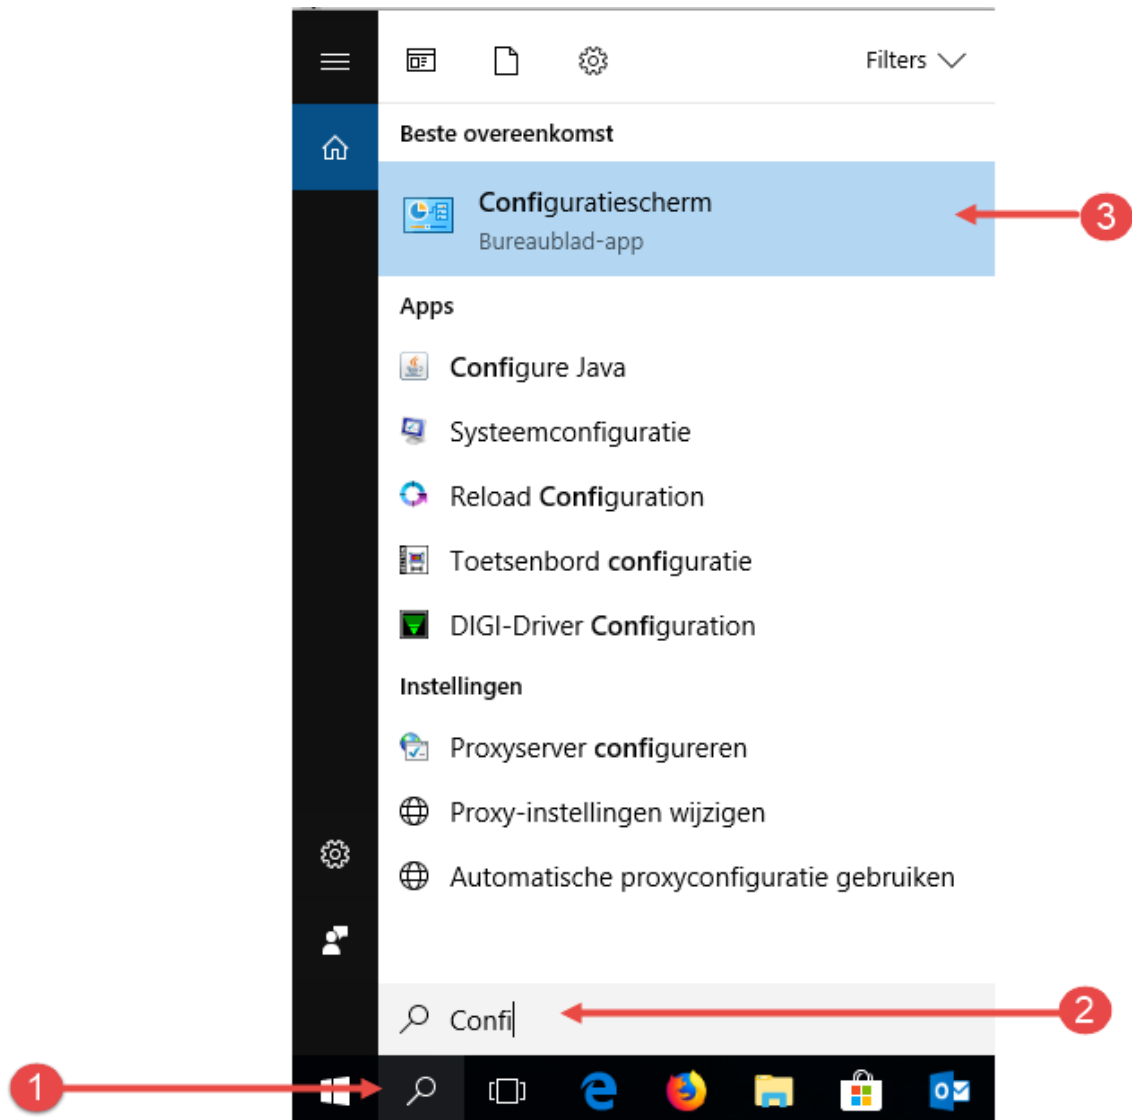 Filters
Beste overeenkomst
Configuratiescherm
Bureaublad-app
3
Apps
Configure Java
Systeemconfiguratie
Reload Configuration
Toetsenbord configuratie
DIGI-Driver Configuration
Instellingen
Proxyserver configureren
Proxy-instellingen wijzigen
Automatische proxyconfiguratie gebruiken
Confi
2
1